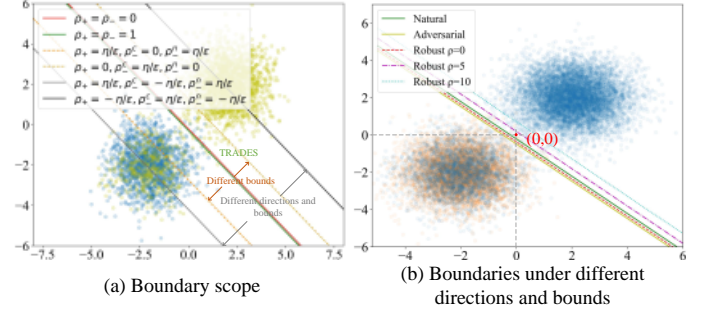 ρ₊ = ρ₋ = 0
ρ₊ = ρ₋ = 1
TRADES
Different bounds
Different directions and
bounds
6
4
2
0
−2
−4
−6
−7.5 −5.0 −2.5 0.0 2.5 5.0 7.5
(a) Boundary scope
Natural
Adversarial
Robust ρ=0
Robust ρ=5
Robust ρ=10
(0,0)
6
4
2
0
−2
−4
−6
−4 −2 0 2 4 6
(b) Boundaries under different
directions and bounds